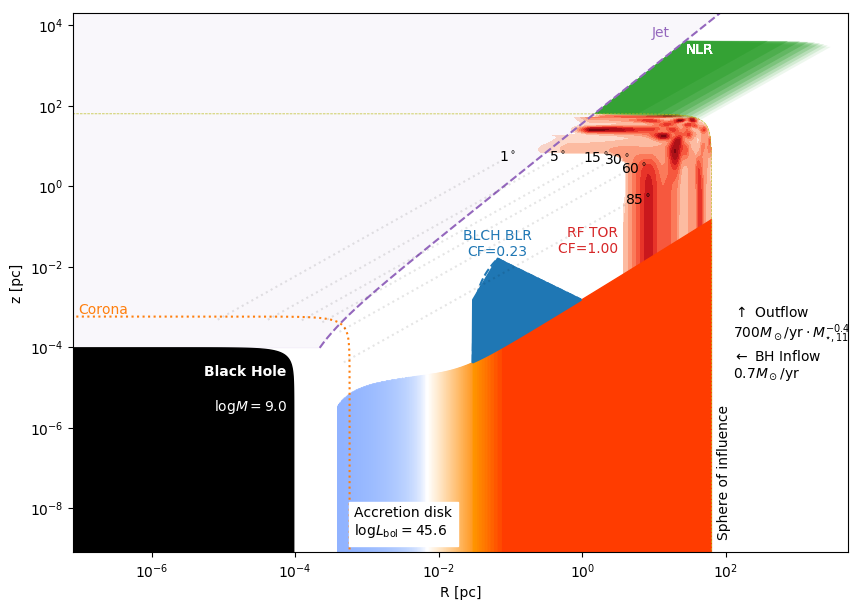 Jet
NLR
1° 5° 15° 30°
60°
85°
BLCH BLR
CF=0.23
RF TOR
CF=1.00
Corona
Black Hole
logM = 9.0
Accretion disk
logL_bol = 45.6
↑ Outflow
700M_⊙/yr · M_{⋆,11}^{−0.4}
← BH Inflow
0.7M_⊙/yr
Sphere of influence
z [pc]
10^4
10^2
10^0
10^−2
10^−4
10^−6
10^−8
10^−6 10^−4 10^−2 10^0 10^2
R [pc]